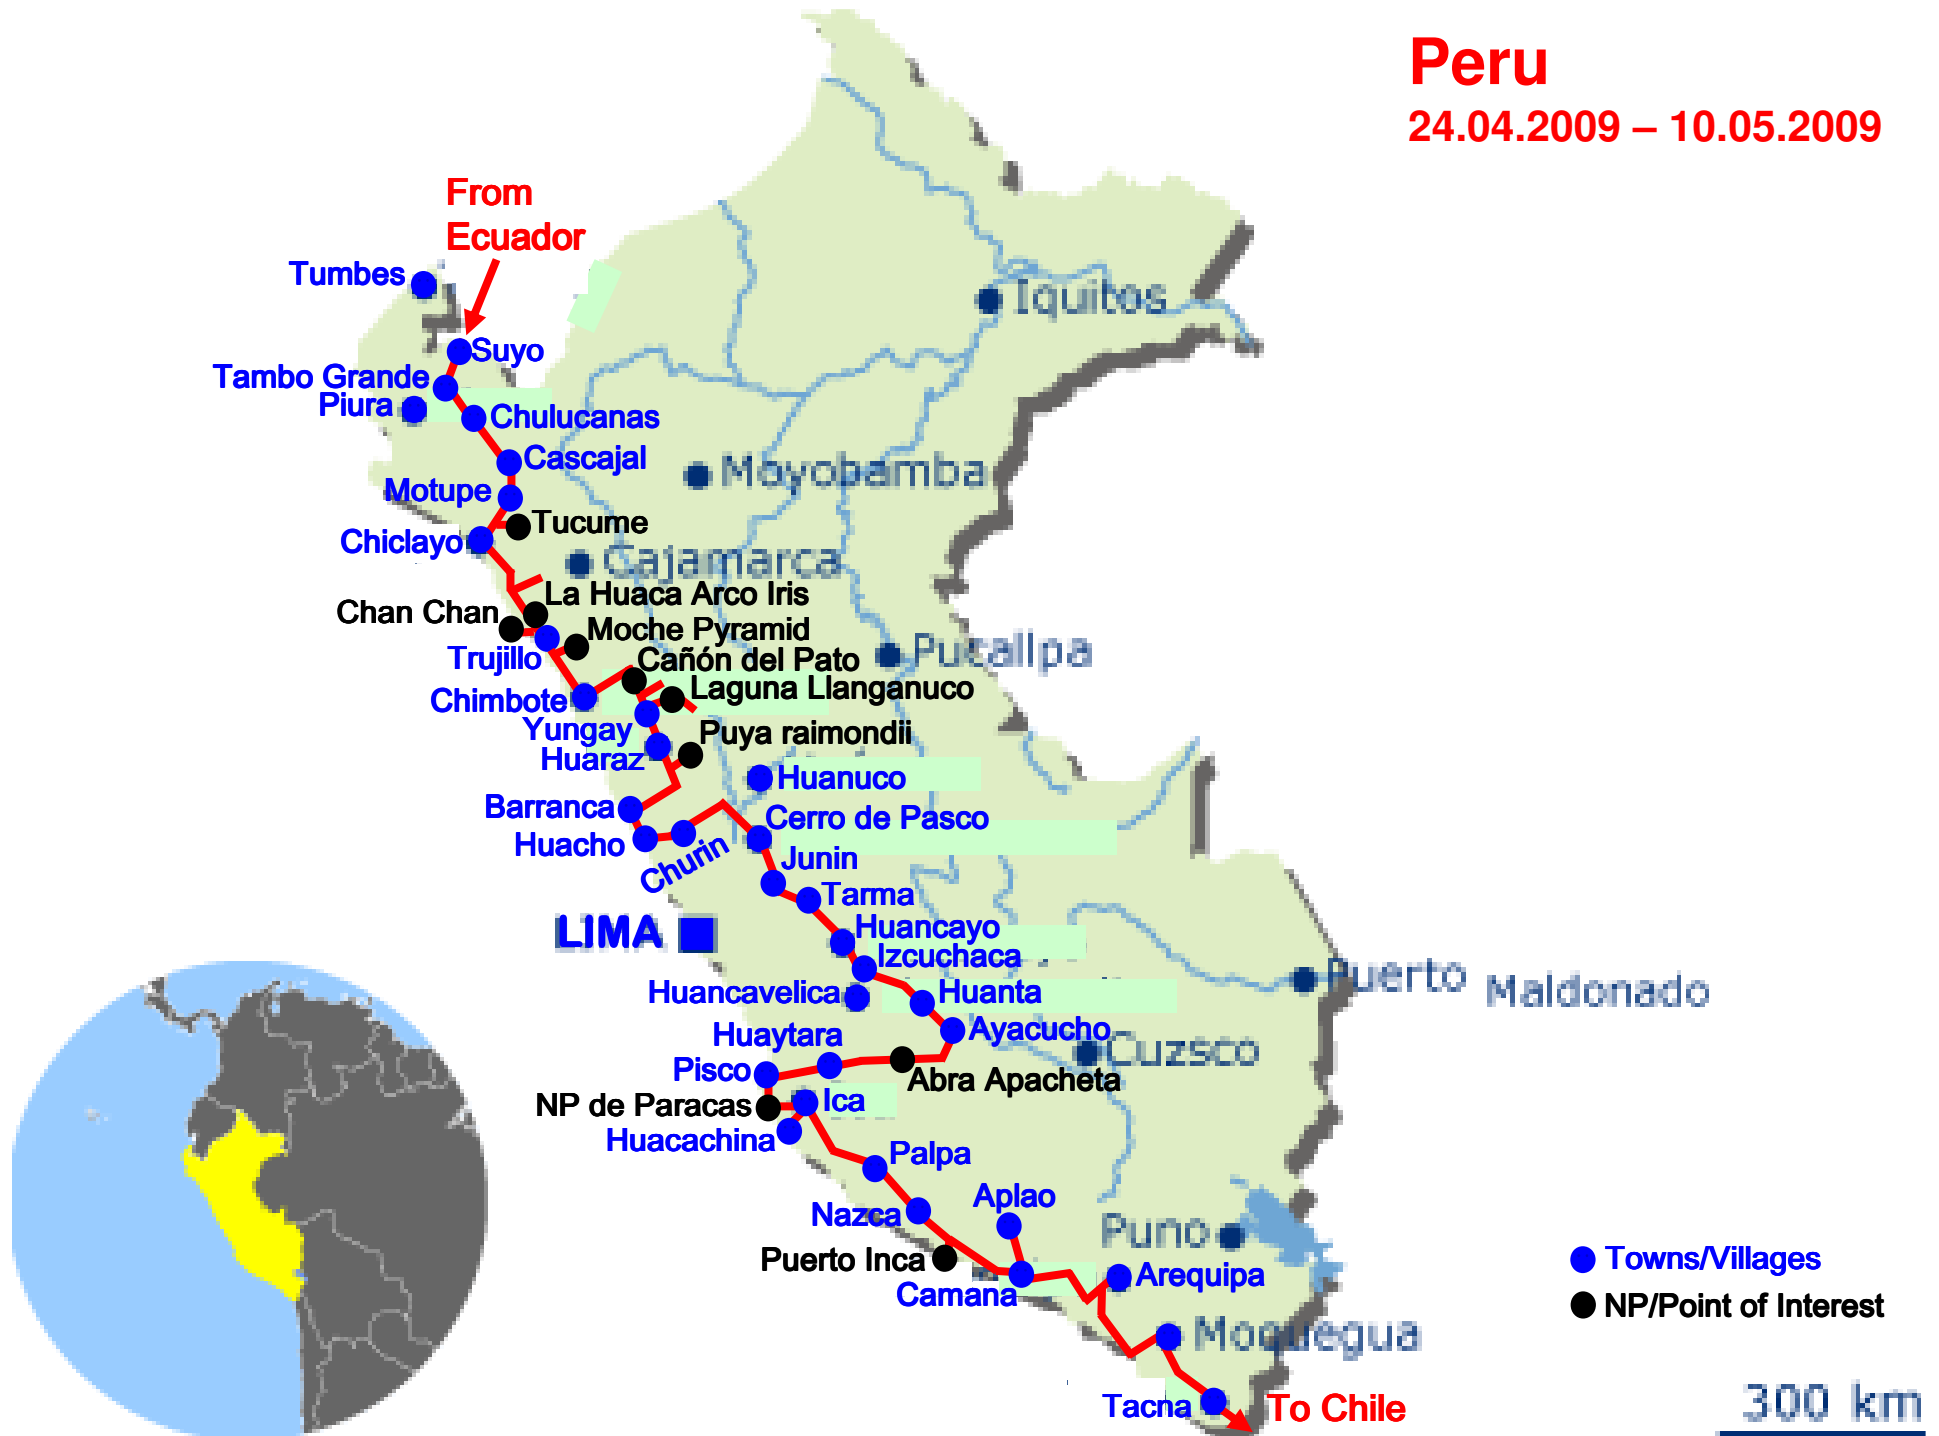 Peru
24.04.2009 – 10.05.2009
From
Ecuador
Tumbes
Iquitos
Suyo
Tambo Grande
Piura
Chulucanas
Cascajal
Moyobamba
Motupe
Tucume
Chiclayo
Cajamarca
La Huaca Arco Iris
Chan Chan
Moche Pyramid
Pucallpa
Trujillo
Cañón del Pato
Laguna Llanganuco
Chimbote
Yungay
Puya raimondii
Huaraz
Huanuco
Barranca
Cerro de Pasco
Huacho
Churin
Junin
Tarma
LIMA
Huancayo
Izcuchaca
Puerto Maldonado
Huancavelica
Huanta
Ayacucho
Huaytara
Cuzsco
Pisco
Abra Apacheta
NP de Paracas
Ica
Huacachina
Palpa
Aplao
Nazca
Puno
Puerto Inca
Arequipa
Camana
Towns/Villages
NP/Point of Interest
Moquegua
Tacna
To Chile
300 km